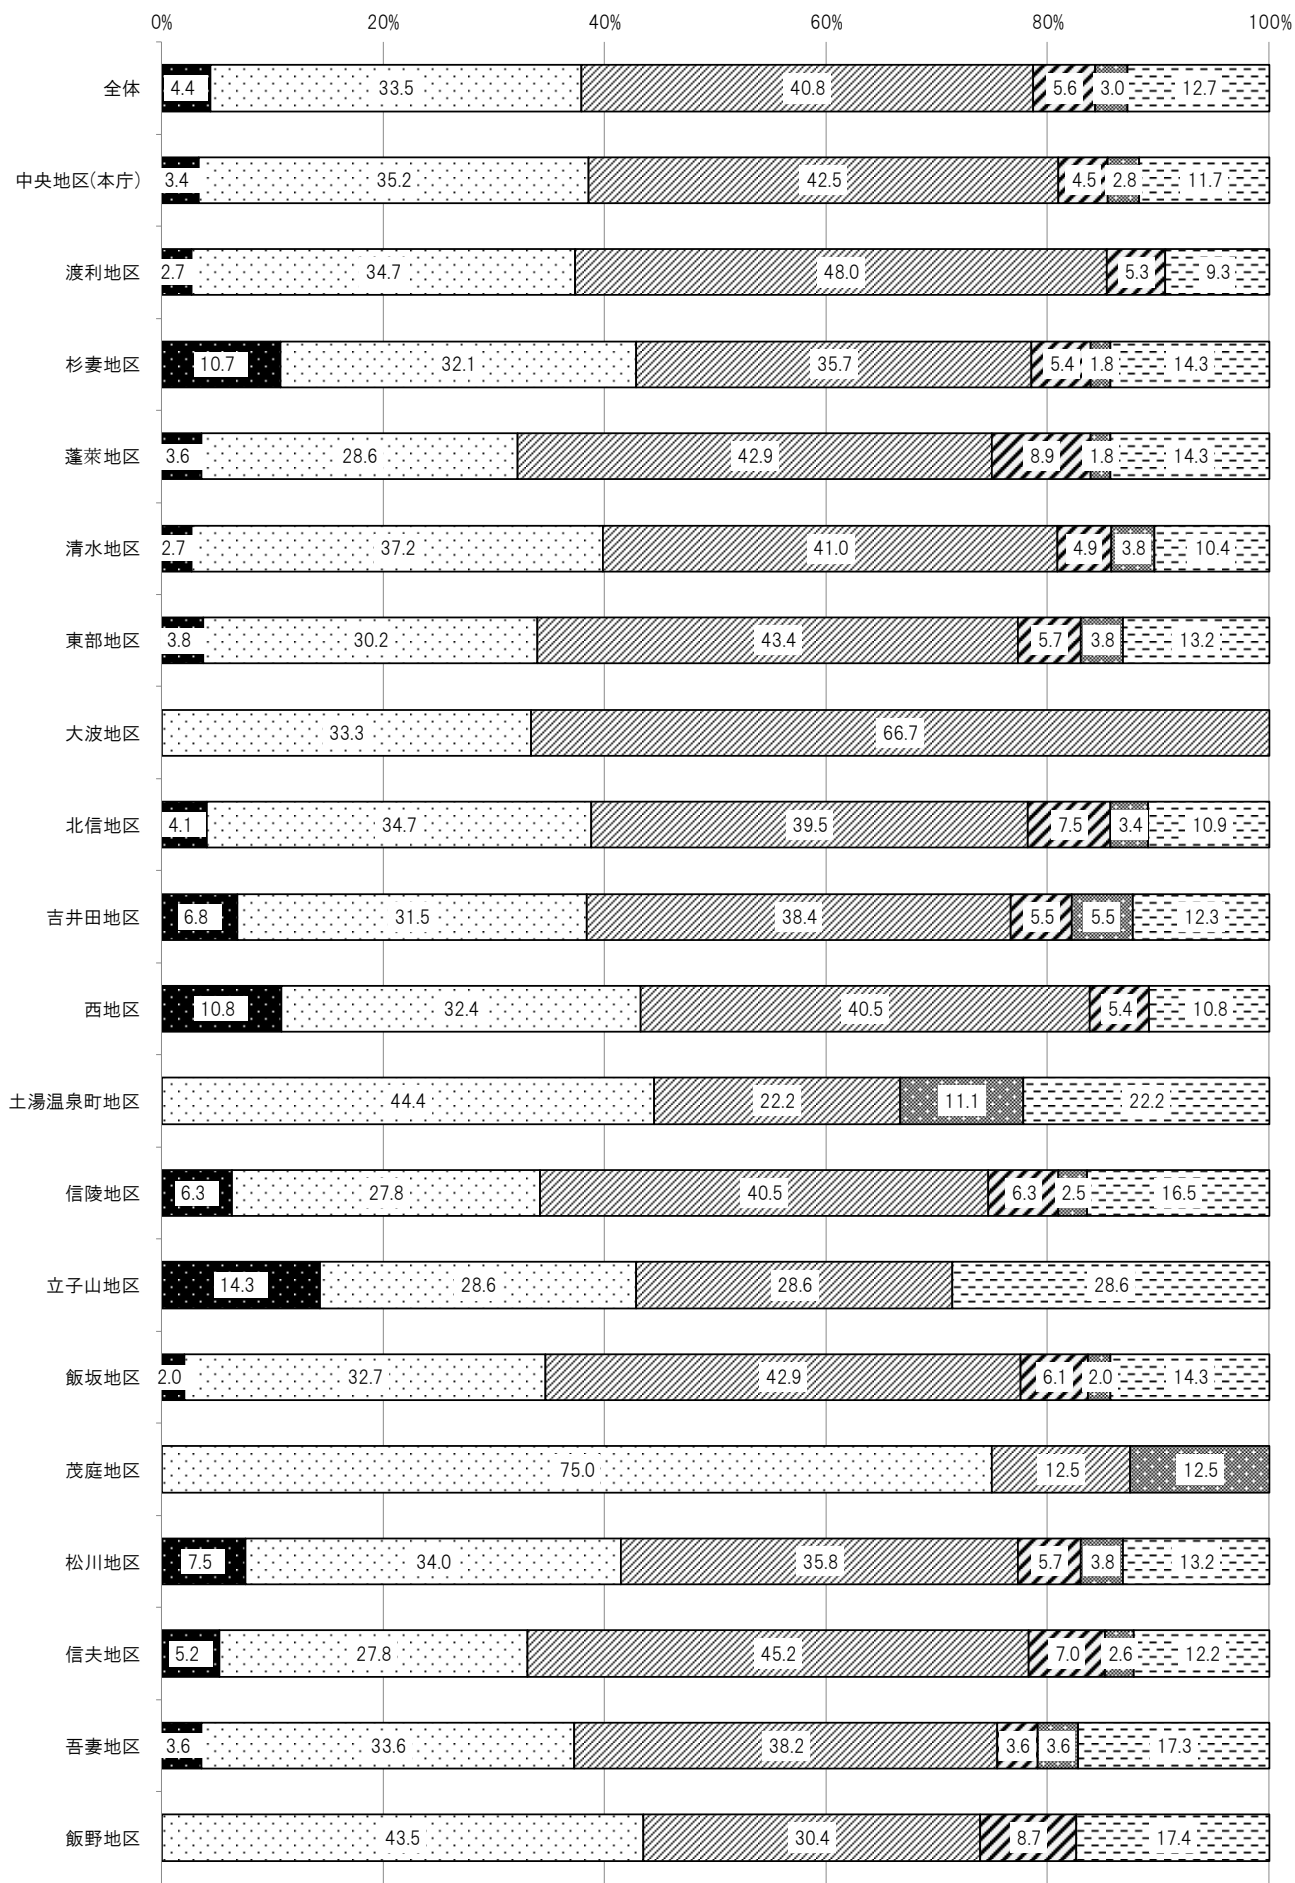 0% 20% 40% 60% 80% 100%
全体 4.4 33.5 40.8 5.6 3.0 12.7
中央地区(本庁) 3.4 35.2 42.5 4.5 2.8 11.7
渡利地区 2.7 34.7 48.0 5.3 9.3
杉妻地区 10.7 32.1 35.7 5.4 1.8 14.3
蓬萊地区 3.6 28.6 42.9 8.9 1.8 14.3
清水地区 2.7 37.2 41.0 4.9 3.8 10.4
東部地区 3.8 30.2 43.4 5.7 3.8 13.2
大波地区 33.3 66.7
北信地区 4.1 34.7 39.5 7.5 3.4 10.9
吉井田地区 6.8 31.5 38.4 5.5 5.5 12.3
西地区 10.8 32.4 40.5 5.4 10.8
土湯温泉町地区 44.4 22.2 11.1 22.2
信陵地区 6.3 27.8 40.5 6.3 2.5 16.5
立子山地区 14.3 28.6 28.6 28.6
飯坂地区 2.0 32.7 42.9 6.1 2.0 14.3
茂庭地区 75.0 12.5 12.5
松川地区 7.5 34.0 35.8 5.7 3.8 13.2
信夫地区 5.2 27.8 45.2 7.0 2.6 12.2
吾妻地区 3.6 33.6 38.2 3.6 3.6 17.3
飯野地区 43.5 30.4 8.7 17.4